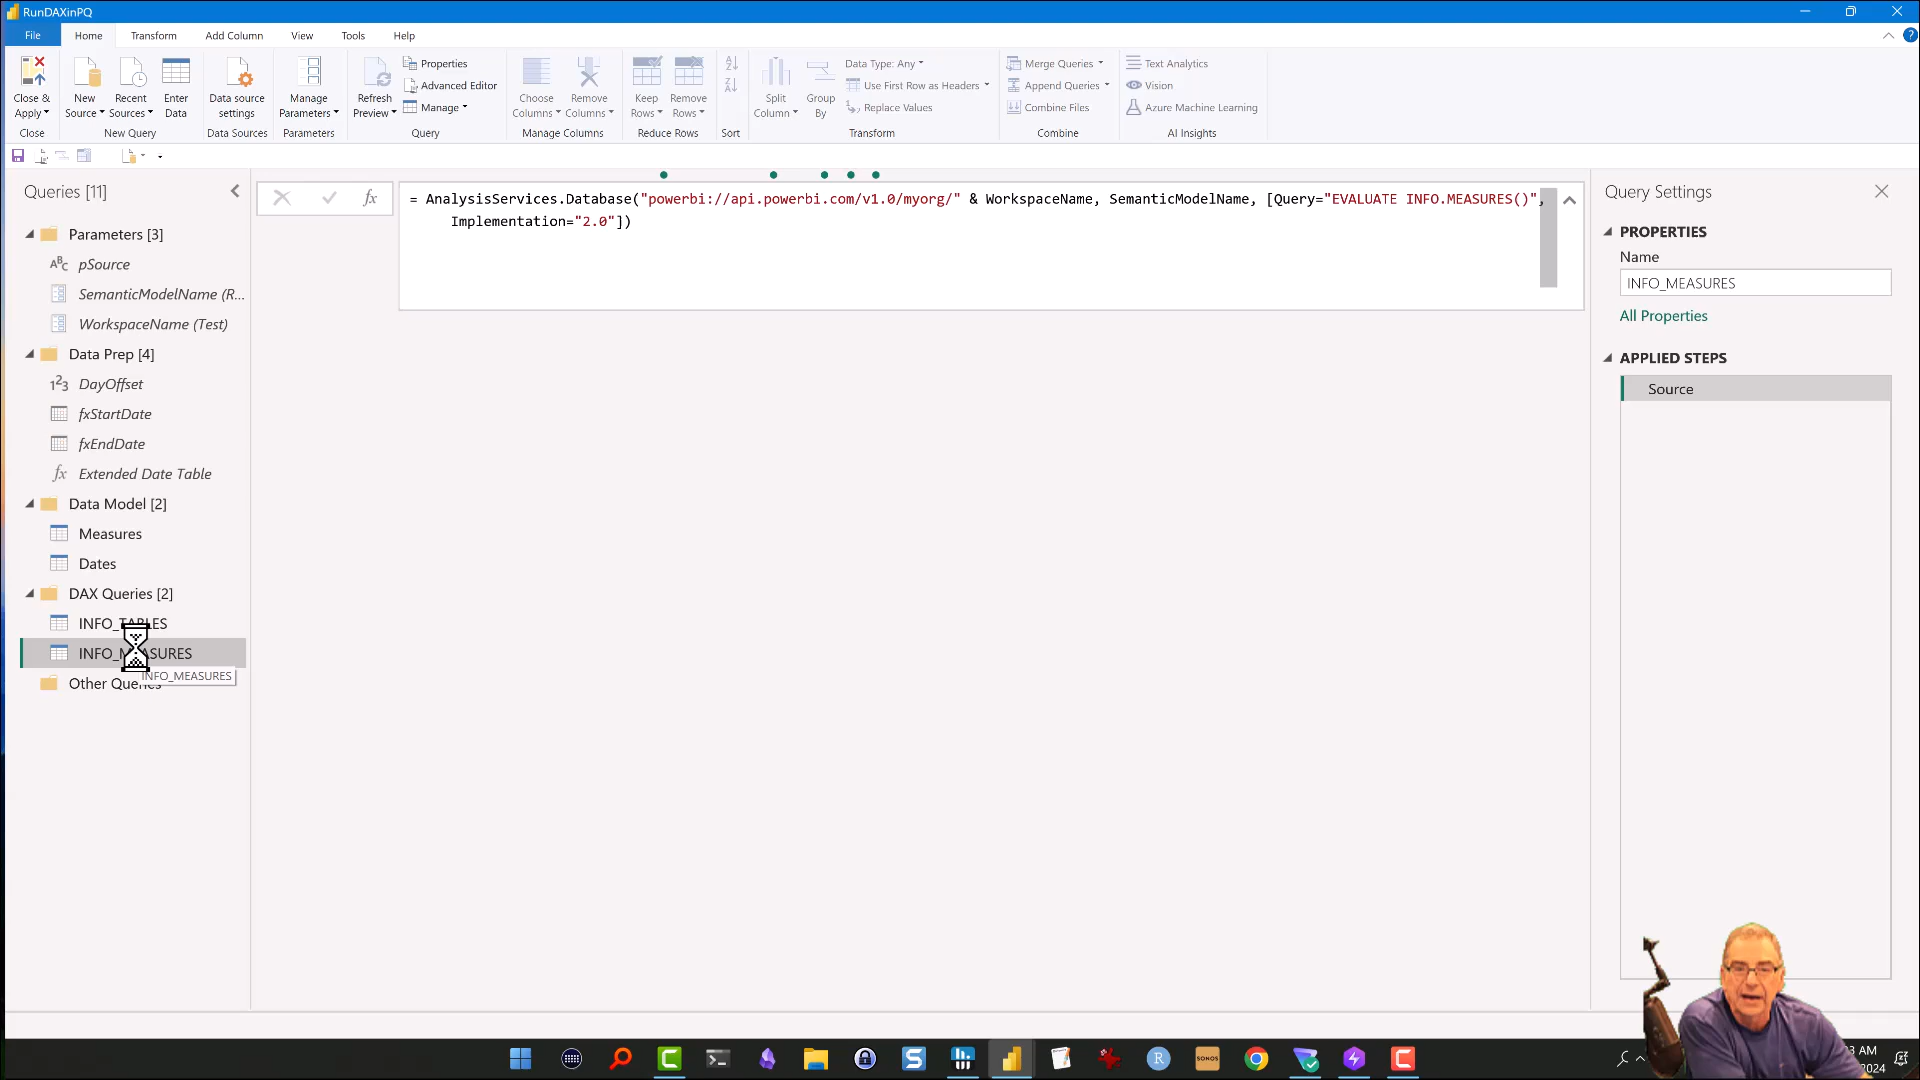 RunDAXinPQ
File Home Transform Add Column View Tools Help
Close & Apply
New Source
Recent Sources
Enter Data
Data source settings
Manage Parameters
Refresh Preview
Properties
Advanced Editor
Manage
Choose Columns
Remove Columns
Keep Rows
Remove Rows
Split Column
Group By
Data Type: Any
Use First Row as Headers
Replace Values
Merge Queries
Append Queries
Combine Files
Text Analytics
Vision
Azure Machine Learning
Close New Query Data Sources Parameters Query Manage Columns Reduce Rows Sort Transform Combine AI Insights
Queries [11]
Parameters [3]
pSource
SemanticModelName (R...
WorkspaceName (Test)
Data Prep [4]
DayOffset
fxStartDate
fxEndDate
Extended Date Table
Data Model [2]
Measures
Dates
DAX Queries [2]
INFO_TABLES
INFO_MEASURES
INFO_MEASURES
Other Queries
= AnalysisServices.Database("powerbi://api.powerbi.com/v1.0/myorg/" & WorkspaceName, SemanticModelName, [Query="EVALUATE INFO.MEASURES()",
Implementation="2.0"])
Query Settings
PROPERTIES
Name
INFO_MEASURES
All Properties
APPLIED STEPS
Source
SONOS
3 AM
2024